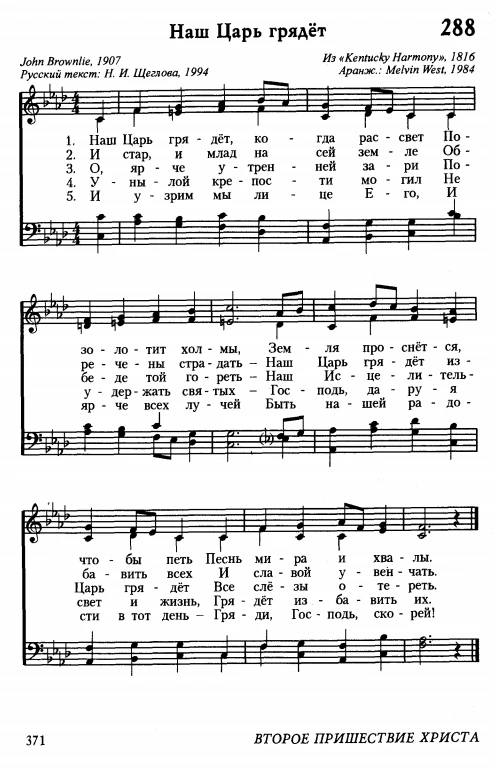 Наш Царь грядёт 288
John Brownlie, 1907 Из «Kentucky Harmony», 1816
Русский текст: Н. И. Щеглова, 1994 Аранж.: Melvin West, 1984
1. Наш Царь гря - дёт, ко - гда рас - свет По-
2. И стар, и млад на сей зем - ле Об-
3. О, яр - че у - трен - ней за - ри По-
4. У - ны - лой кре - пос - ти мо - гил Не
5. И у - зрим мы ли - це Е - го, И
зо - ло - тит хол - мы, Зем - ля про - снёт - ся,
ре - че - ны стра - дать – Наш Царь гря - дёт из -
бе - де той го - реть – Наш Ис - це - ли - тель -
у - дер - жать свя - тых – Гос - подь, да - ру - я
яр - че всех лу - чей Быть на - шей ра - до -
что - бы петь Песнь ми - ра и хва - лы.
ба - вить всех И сла - вой у - вен - чать.
Царь гря - дёт Все слё - зы о - те - реть.
свет и жизнь, Гря - дёт из - ба - вить их.
сти в тот день – Гря - ди, Гос - подь, ско - рей!
371 ВТОРОЕ ПРИШЕСТВИЕ ХРИСТА